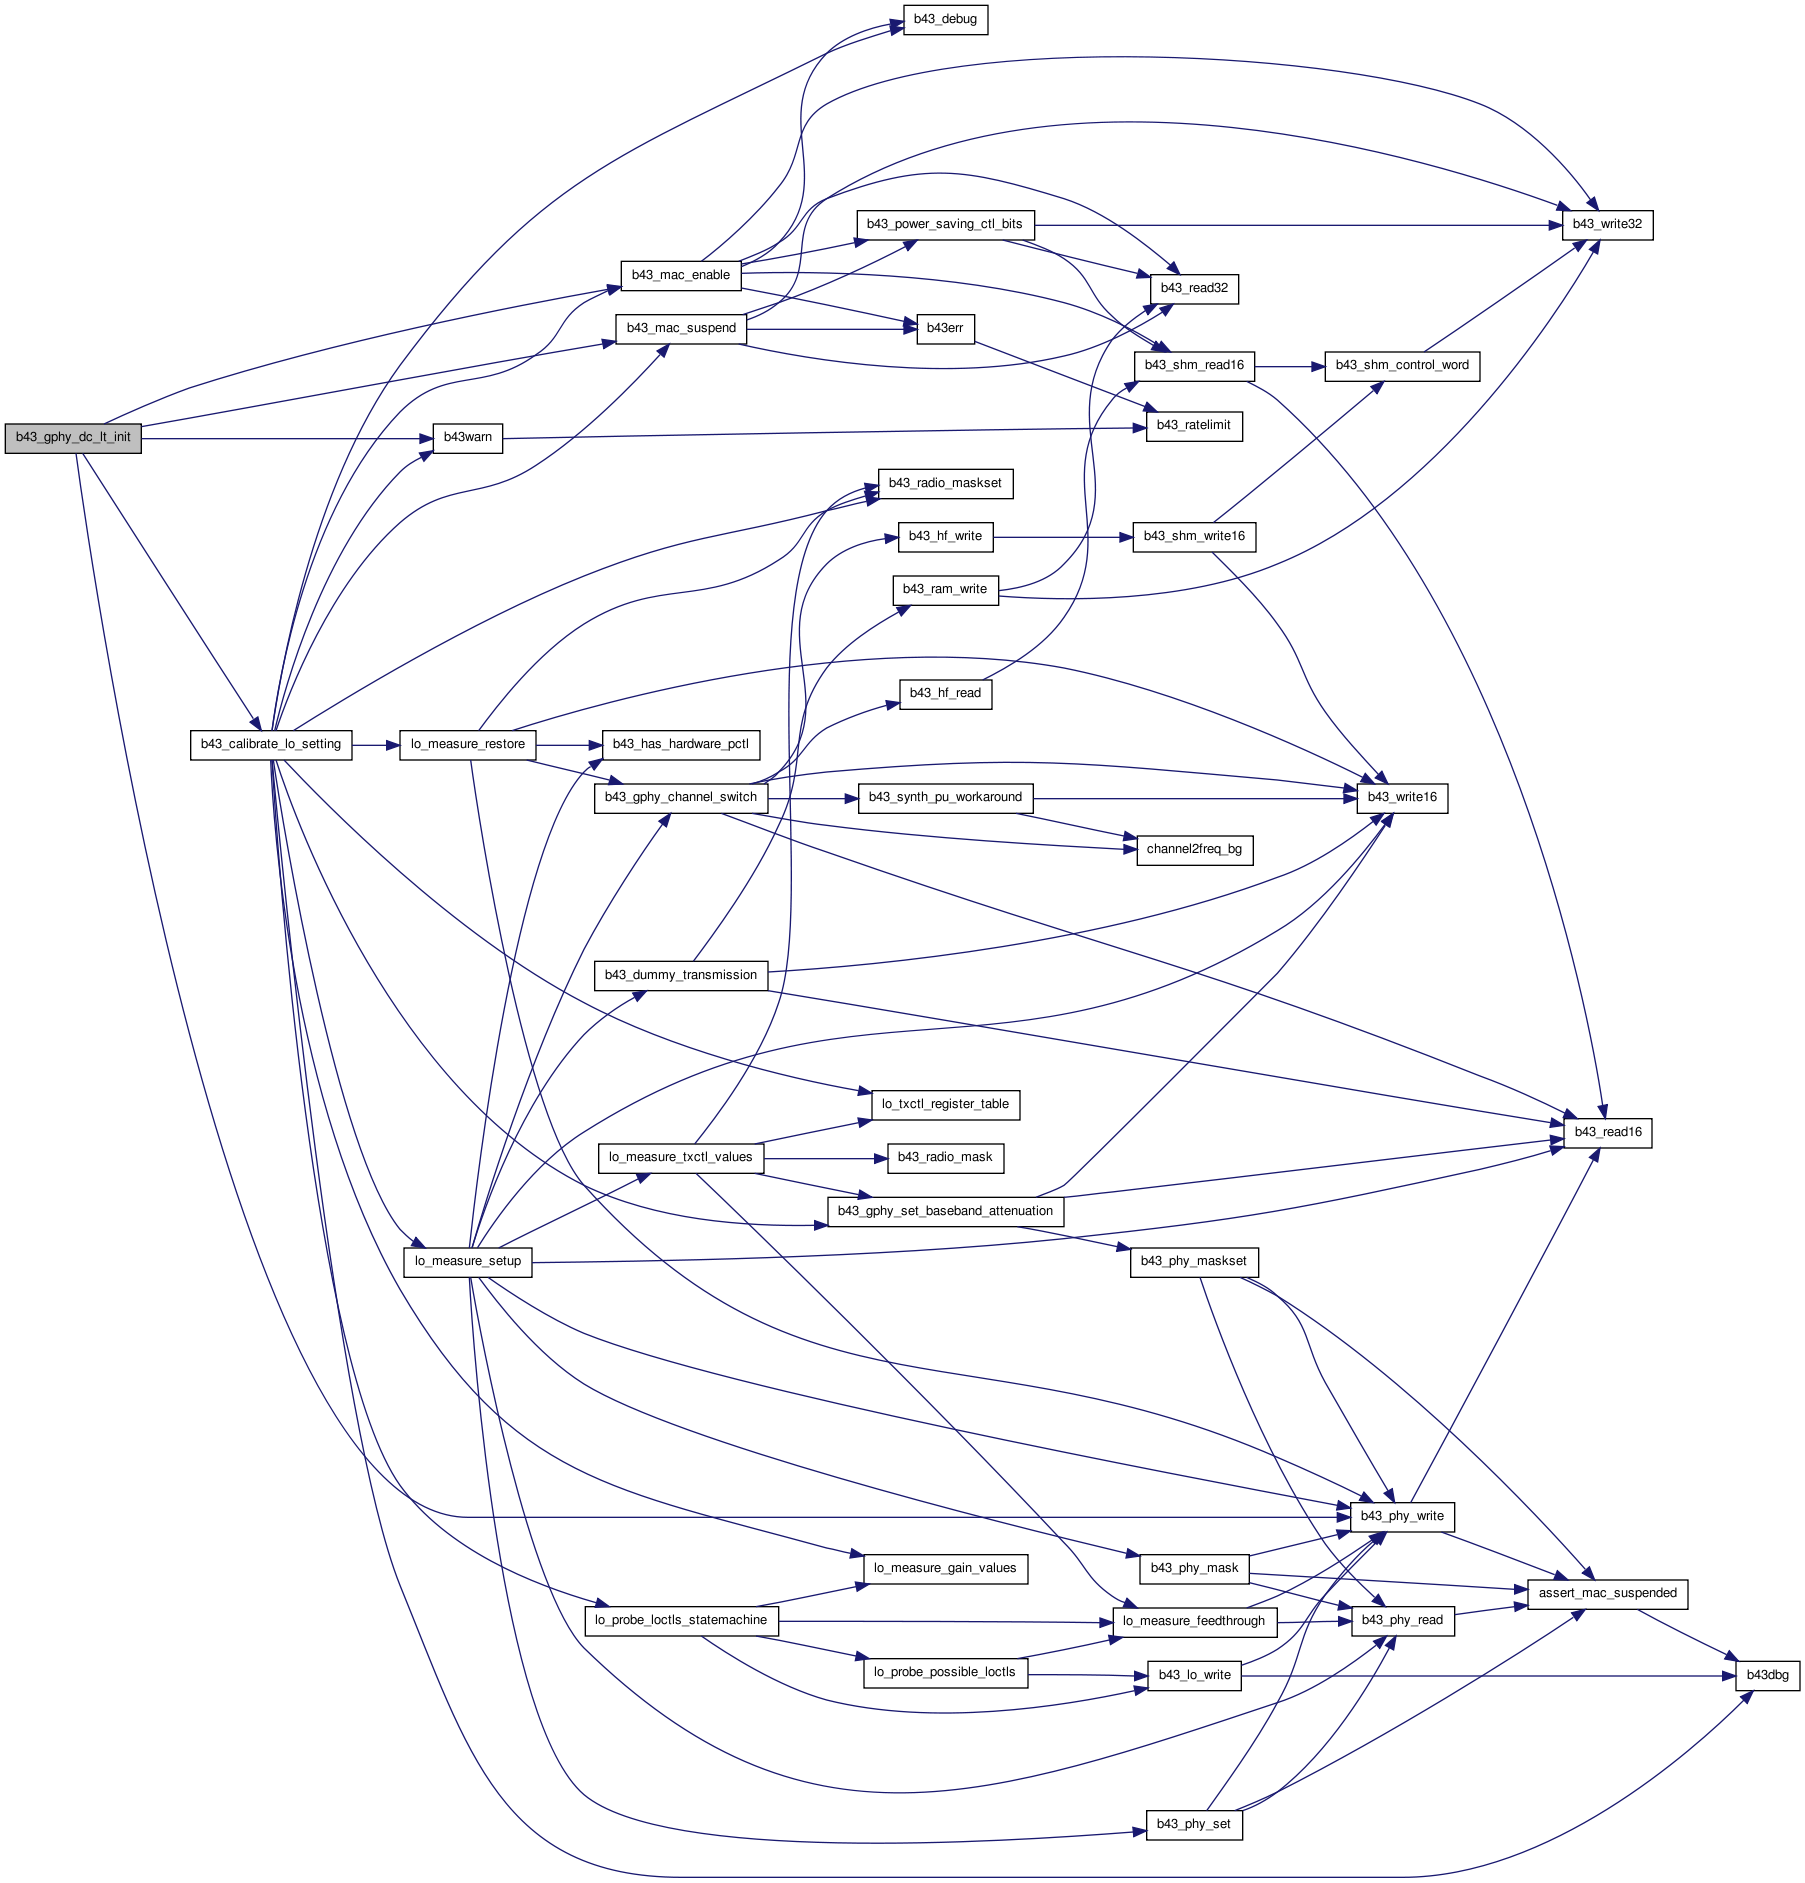 b43_debug
b43_write32
b43_power_saving_ctl_bits
b43_mac_enable
b43_read32
b43_mac_suspend
b43err
b43_shm_read16
b43_shm_control_word
b43_ratelimit
b43_gphy_dc_lt_init
b43warn
b43_radio_maskset
b43_hf_write
b43_shm_write16
b43_ram_write
b43_hf_read
b43_calibrate_lo_setting
lo_measure_restore
b43_has_hardware_pctl
b43_gphy_channel_switch
b43_synth_pu_workaround
b43_write16
channel2freq_bg
b43_dummy_transmission
lo_txctl_register_table
b43_read16
lo_measure_txctl_values
b43_radio_mask
b43_gphy_set_baseband_attenuation
lo_measure_setup
b43_phy_maskset
b43_phy_write
lo_measure_gain_values
b43_phy_mask
assert_mac_suspended
lo_probe_loctls_statemachine
lo_measure_feedthrough
b43_phy_read
lo_probe_possible_loctls
b43_lo_write
b43dbg
b43_phy_set